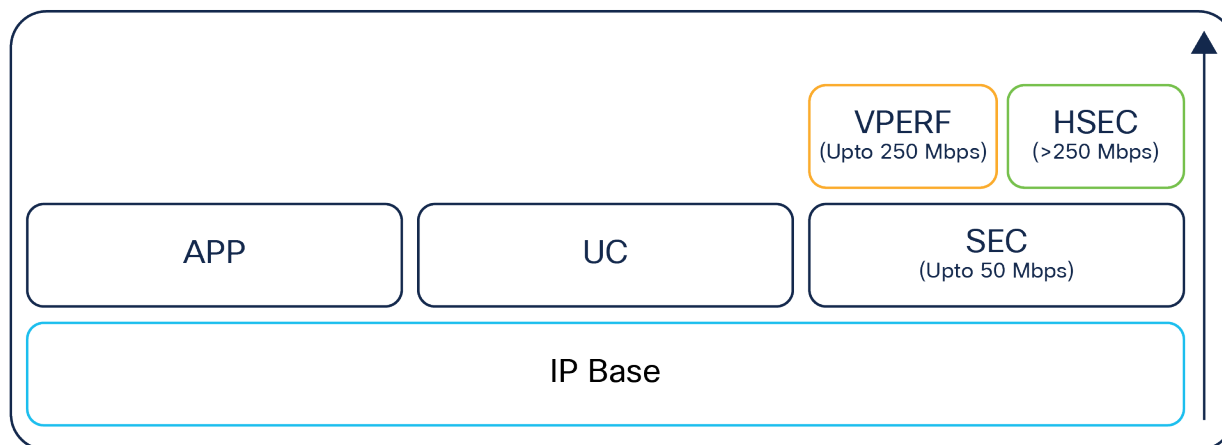 VPERF
(Upto 250 Mbps)
HSEC
(>250 Mbps)
APP
UC
SEC
(Upto 50 Mbps)
IP Base